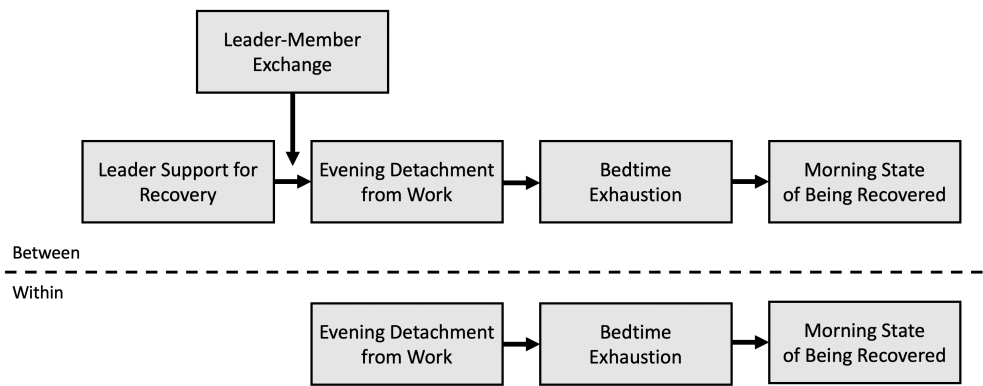 Leader-Member
Exchange
Leader Support for
Recovery
Evening Detachment
from Work
Bedtime
Exhaustion
Morning State
of Being Recovered
Between
Within
Evening Detachment
from Work
Bedtime
Exhaustion
Morning State
of Being Recovered